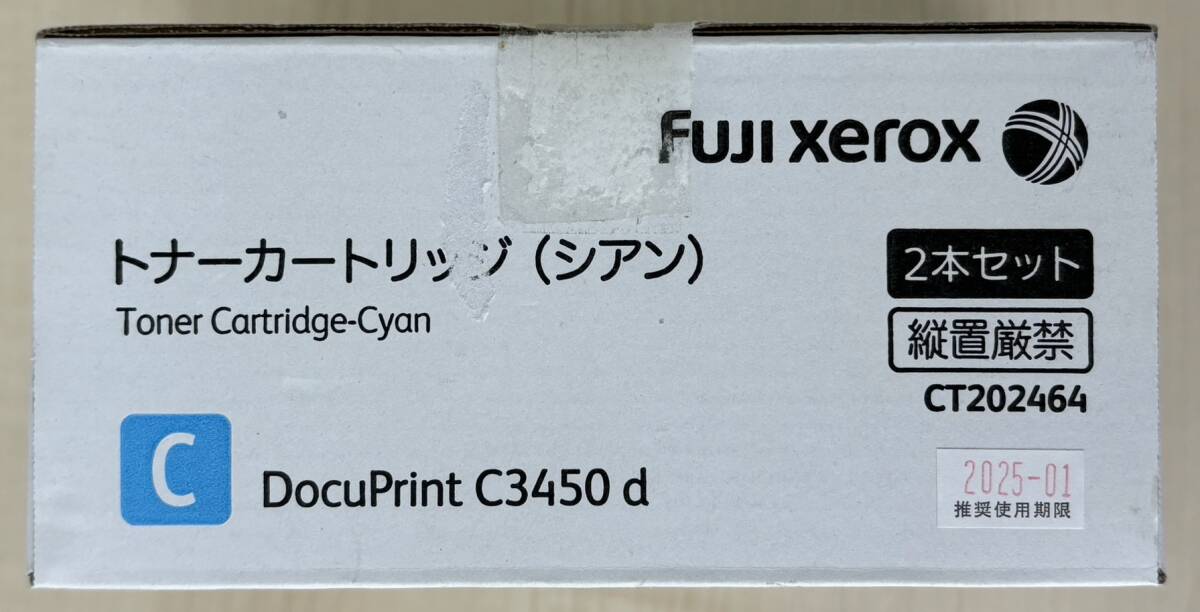 FUJI xerox
トナーカートリッジ（シアン）
Toner Cartridge-Cyan
2本セット
縦置厳禁
CT202464
C
DocuPrint C3450 d
2025-01
推奨使用期限